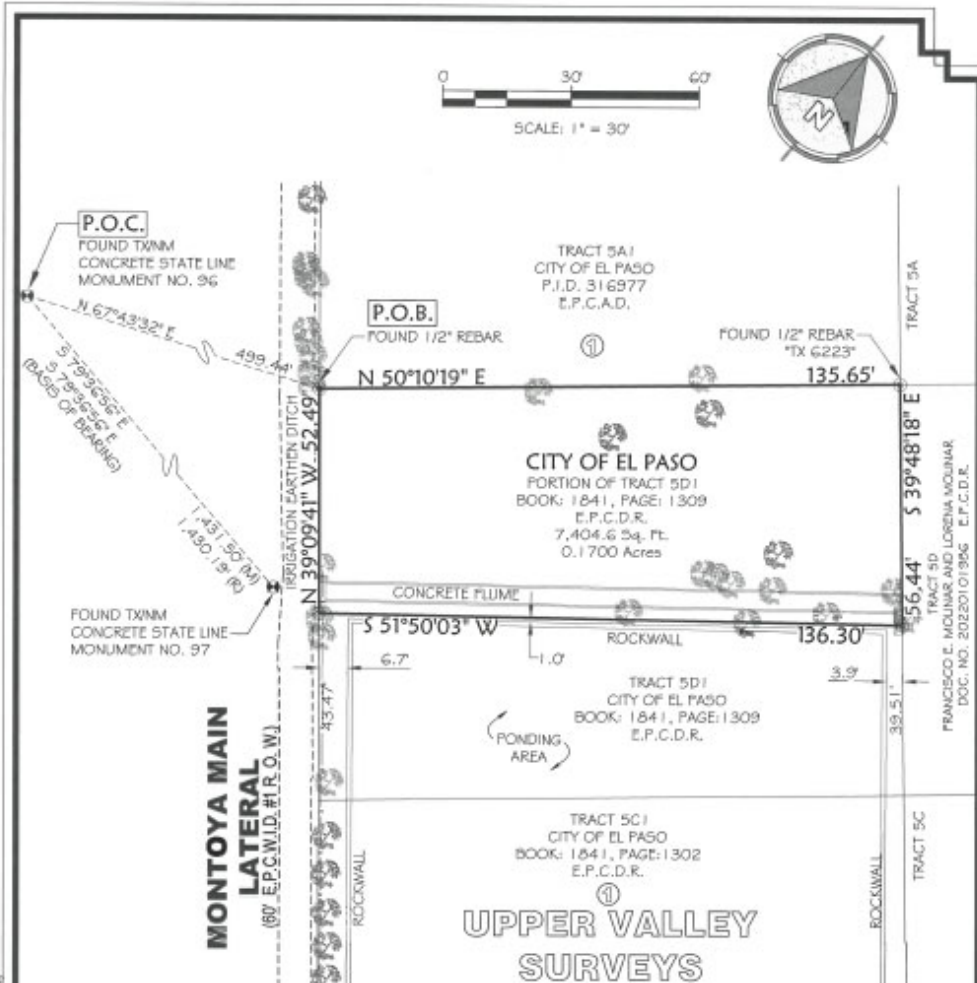 0 30' 60'
SCALE: 1" = 30'
N
P.O.C.
FOUND TX/NM
CONCRETE STATE LINE
MONUMENT NO. 96
N 67°43'32" E
499.44'
S 79°36'56" E
S 79°36'56" E
(BASIS OF BEARING)
1,431.50' (M)
1,430.19' (R)
FOUND TX/NM
CONCRETE STATE LINE
MONUMENT NO. 97
P.O.B.
FOUND 1/2" REBAR
TRACT 5A1
CITY OF EL PASO
P.I.D. 316977
E.P.C.A.D.
1
TRACT 5A
FOUND 1/2" REBAR
"TX 6223"
N 50°10'19" E
135.65'
IRRIGATION EARTHEN DITCH
N 39°09'41" W 52.49'
CITY OF EL PASO
PORTION OF TRACT 5D1
BOOK: 1841, PAGE: 1309
E.P.C.D.R.
7,404.6 Sq. Ft.
0.1700 Acres
S 39°48'18" E
56.44'
TRACT 5D
FRANCISCO E. MOLINAR AND LORENA MOLINAR
DOC. NO. 20220101986 E.P.C.D.R.
CONCRETE FLUME
S 51°50'03" W
136.30'
ROCKWALL
6.7'
1.0'
3.9'
43.47'
39.51'
TRACT 5D1
CITY OF EL PASO
BOOK: 1841, PAGE:1309
E.P.C.D.R.
PONDING
AREA
MONTOYA MAIN
LATERAL
(60' E.P.C.W.I.D. #1 R.O.W.)
ROCKWALL
TRACT 5C1
CITY OF EL PASO
BOOK: 1841, PAGE:1302
E.P.C.D.R.
1
ROCKWALL
TRACT 5C
UPPER VALLEY
SURVEYS